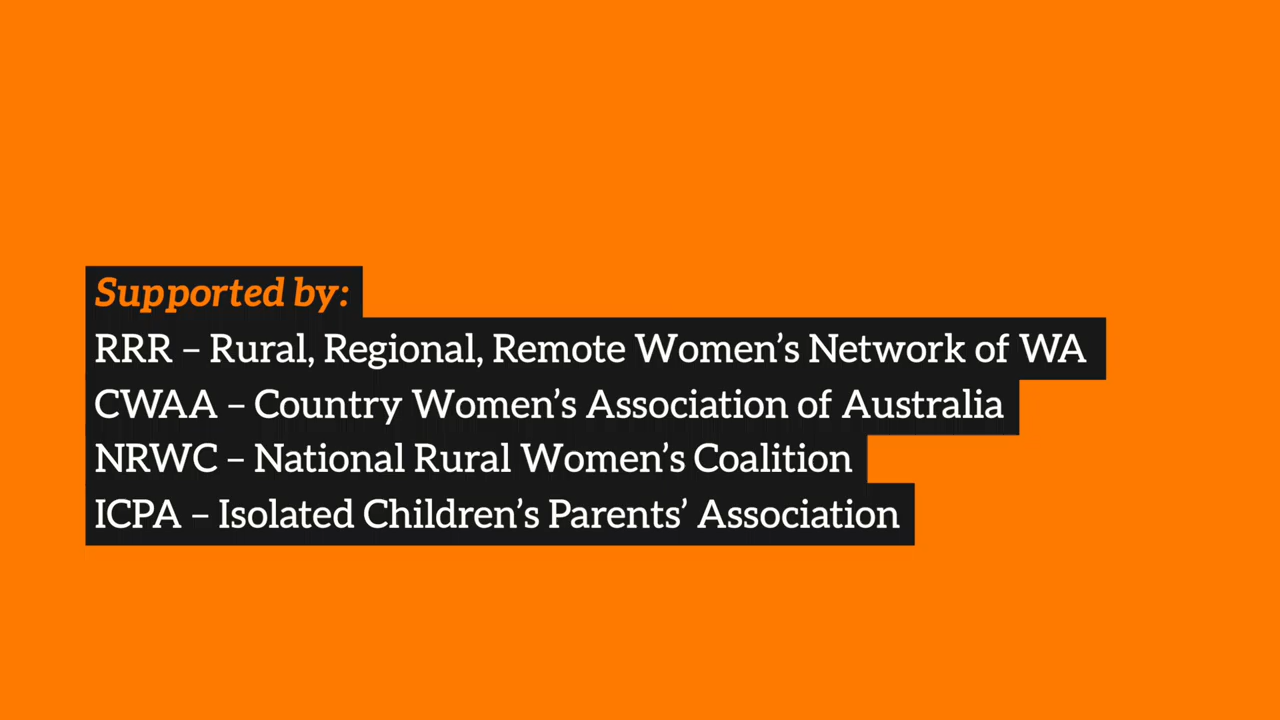 Supported by:
RRR – Rural, Regional, Remote Women’s Network of WA
CWAA – Country Women’s Association of Australia
NRWC – National Rural Women’s Coalition
ICPA – Isolated Children’s Parents’ Association